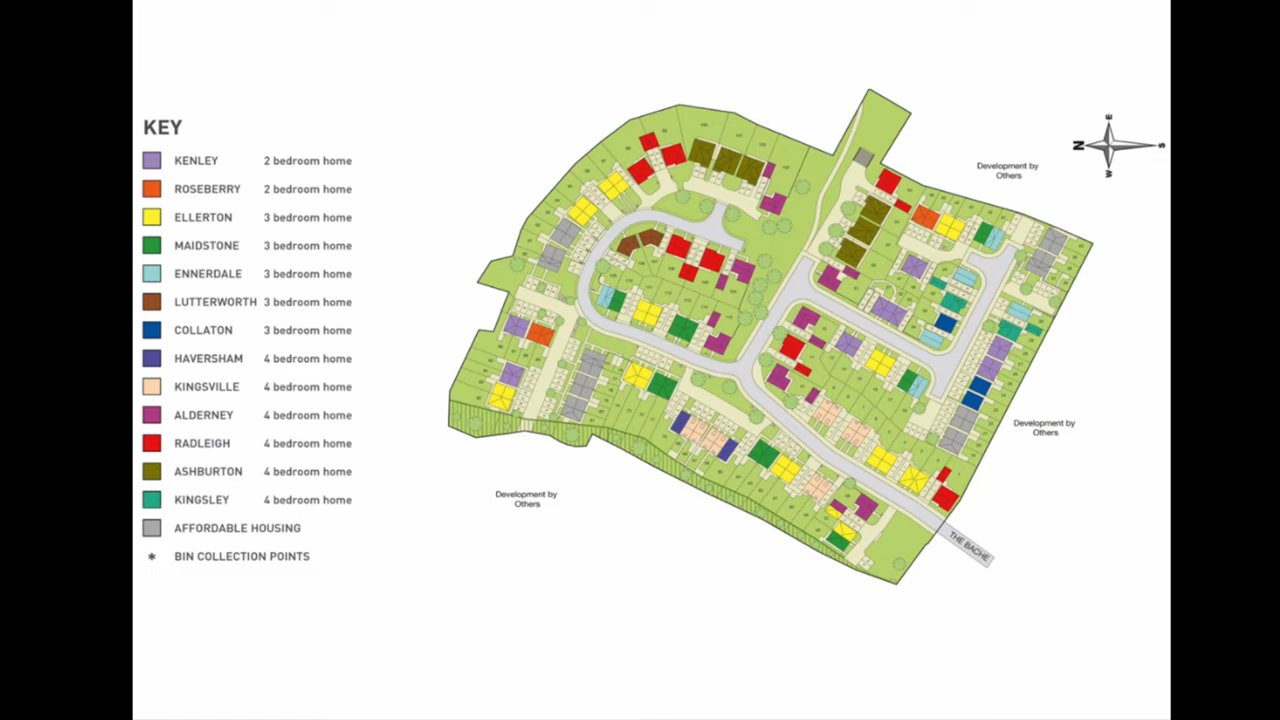 KEY
KENLEY 2 bedroom home
ROSEBERRY 2 bedroom home
ELLERTON 3 bedroom home
MAIDSTONE 3 bedroom home
ENNERDALE 3 bedroom home
LUTTERWORTH 3 bedroom home
COLLATON 3 bedroom home
HAVERSHAM 4 bedroom home
KINGSVILLE 4 bedroom home
ALDERNEY 4 bedroom home
RADLEIGH 4 bedroom home
ASHBURTON 4 bedroom home
KINGSLEY 4 bedroom home
AFFORDABLE HOUSING
* BIN COLLECTION POINTS
E
N
S
W
Development by
Others
Development by
Others
Development by
Others
THE BACHE